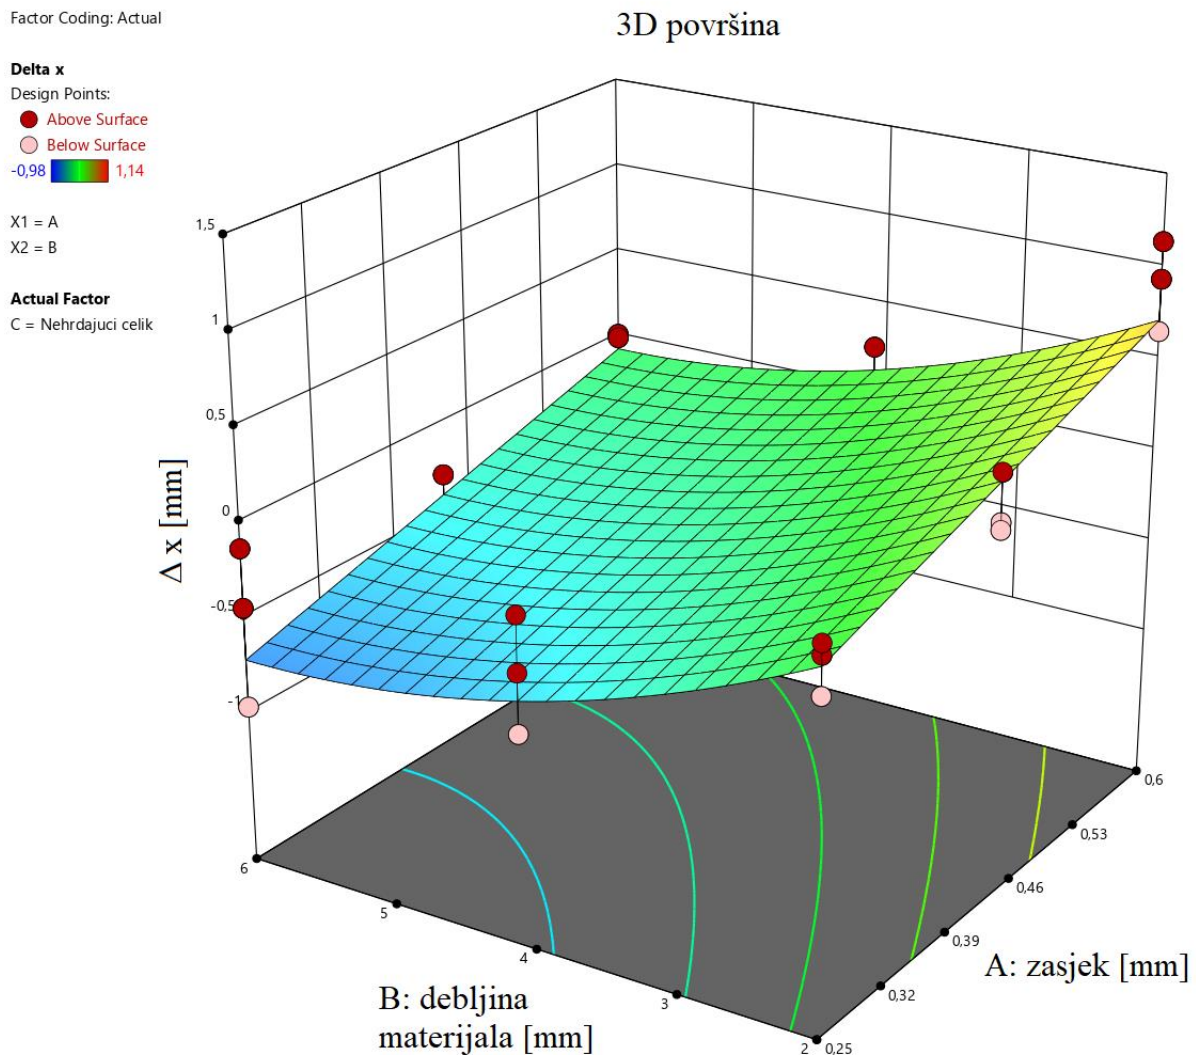 Factor Coding: Actual
3D površina
Delta x
Design Points:
Above Surface
Below Surface
-0,98 1,14
X1 = A
X2 = B
Actual Factor
C = Nehrdajuci celik
1,5
1
0,5
0
-0,5
-1
Δ x [mm]
6
5
4
3
2
B: debljina
materijala [mm]
0,25
0,32
0,39
0,46
0,53
0,6
A: zasjek [mm]